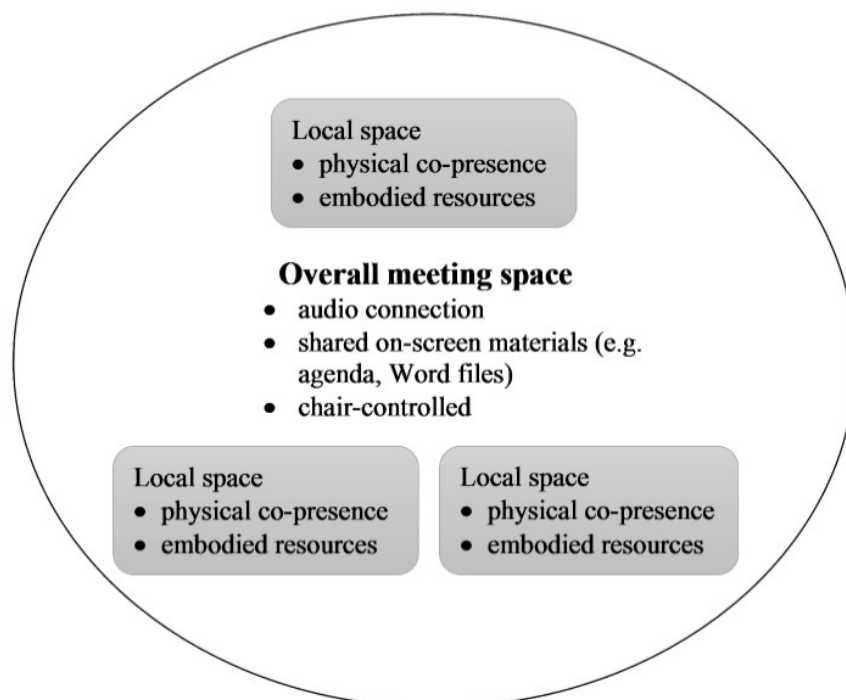 Local space
• physical co-presence
• embodied resources
Overall meeting space
• audio connection
• shared on-screen materials (e.g.
agenda, Word files)
• chair-controlled
Local space
• physical co-presence
• embodied resources
Local space
• physical co-presence
• embodied resources